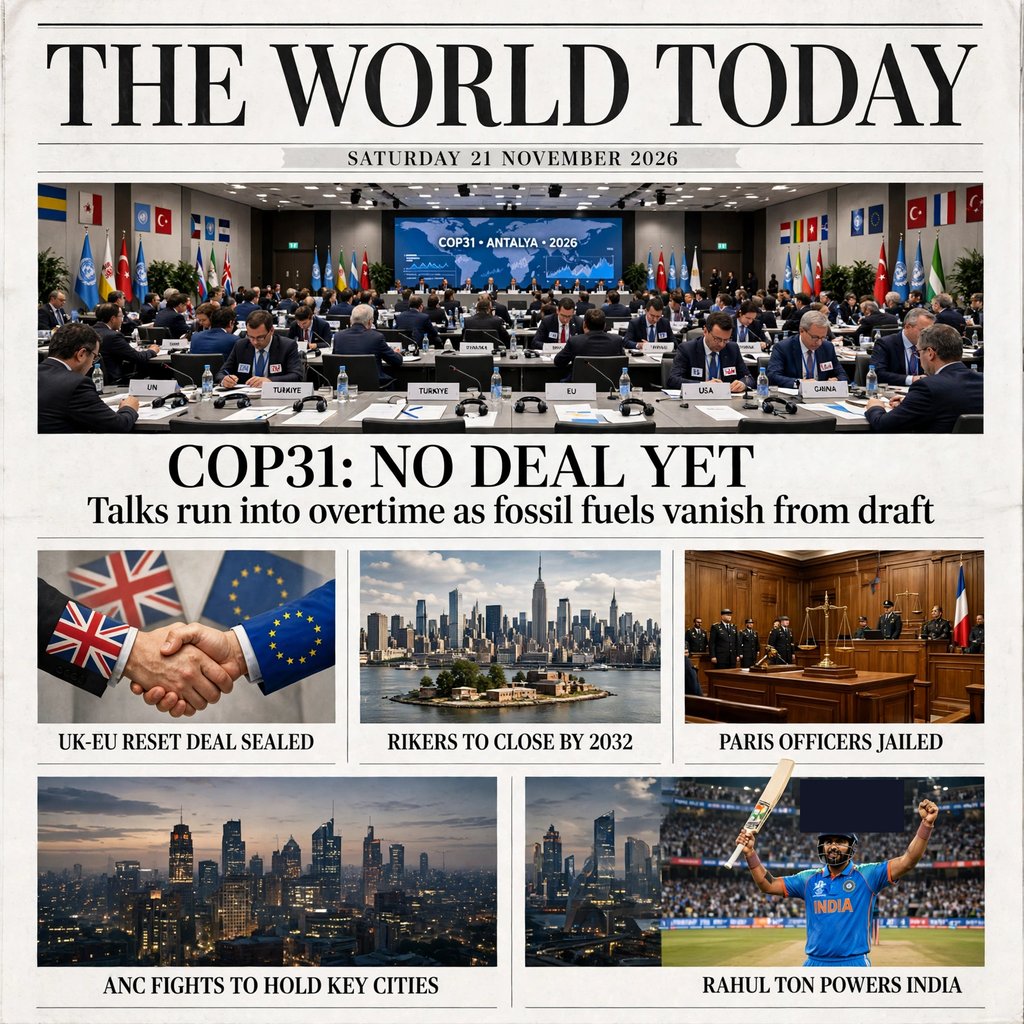 THE WORLD TODAY
SATURDAY 21 NOVEMBER 2026
COP31 • ANTALYA • 2026
UN
TÜRKIYE
TURKIYE
EU
USA
CHINA
COP31: NO DEAL YET
Talks run into overtime as fossil fuels vanish from draft
UK-EU RESET DEAL SEALED
RIKERS TO CLOSE BY 2032
PARIS OFFICERS JAILED
INDIA
ANC FIGHTS TO HOLD KEY CITIES
RAHUL TON POWERS INDIA